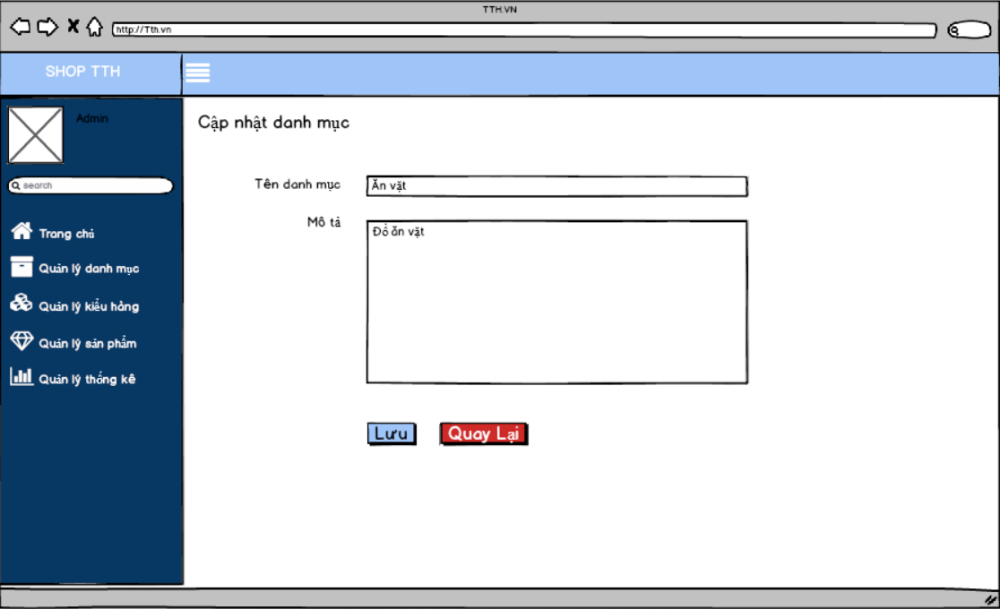 TTH.VN
http://Tth.vn
SHOP TTH
Admin
search
Trang chủ
Quản lý danh mục
Quản lý kiểu hàng
Quản lý sản phẩm
Quản lý thống kê
Cập nhật danh mục
Tên danh mục
Ăn vặt
Mô tả
Đồ ăn vặt
Lưu
Quay Lại